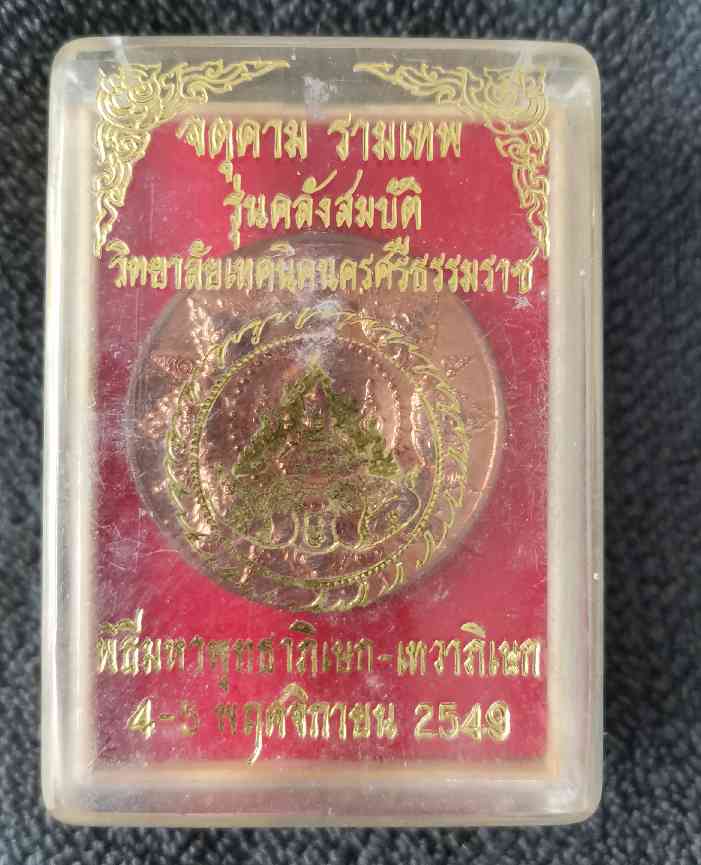 จตุคาม รามเทพ
รุ่นคลังสมบัติ
วิทยาลัยเทคนิคนครศรีธรรมราช
พิธีมหาพุทธาภิเษก-เทวาภิเษก
4-5 พฤศจิกายน 2549